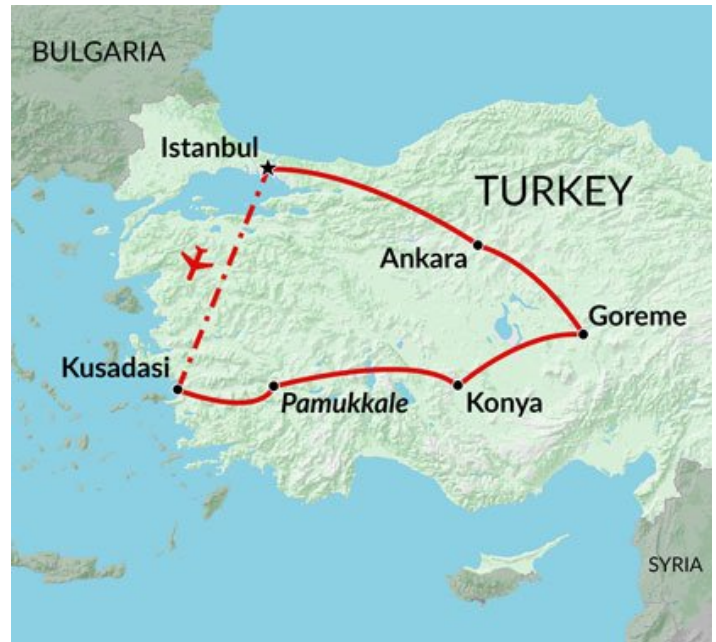 BULGARIA
Istanbul
TURKEY
Ankara
Goreme
Kusadasi
Pamukkale
Konya
SYRIA